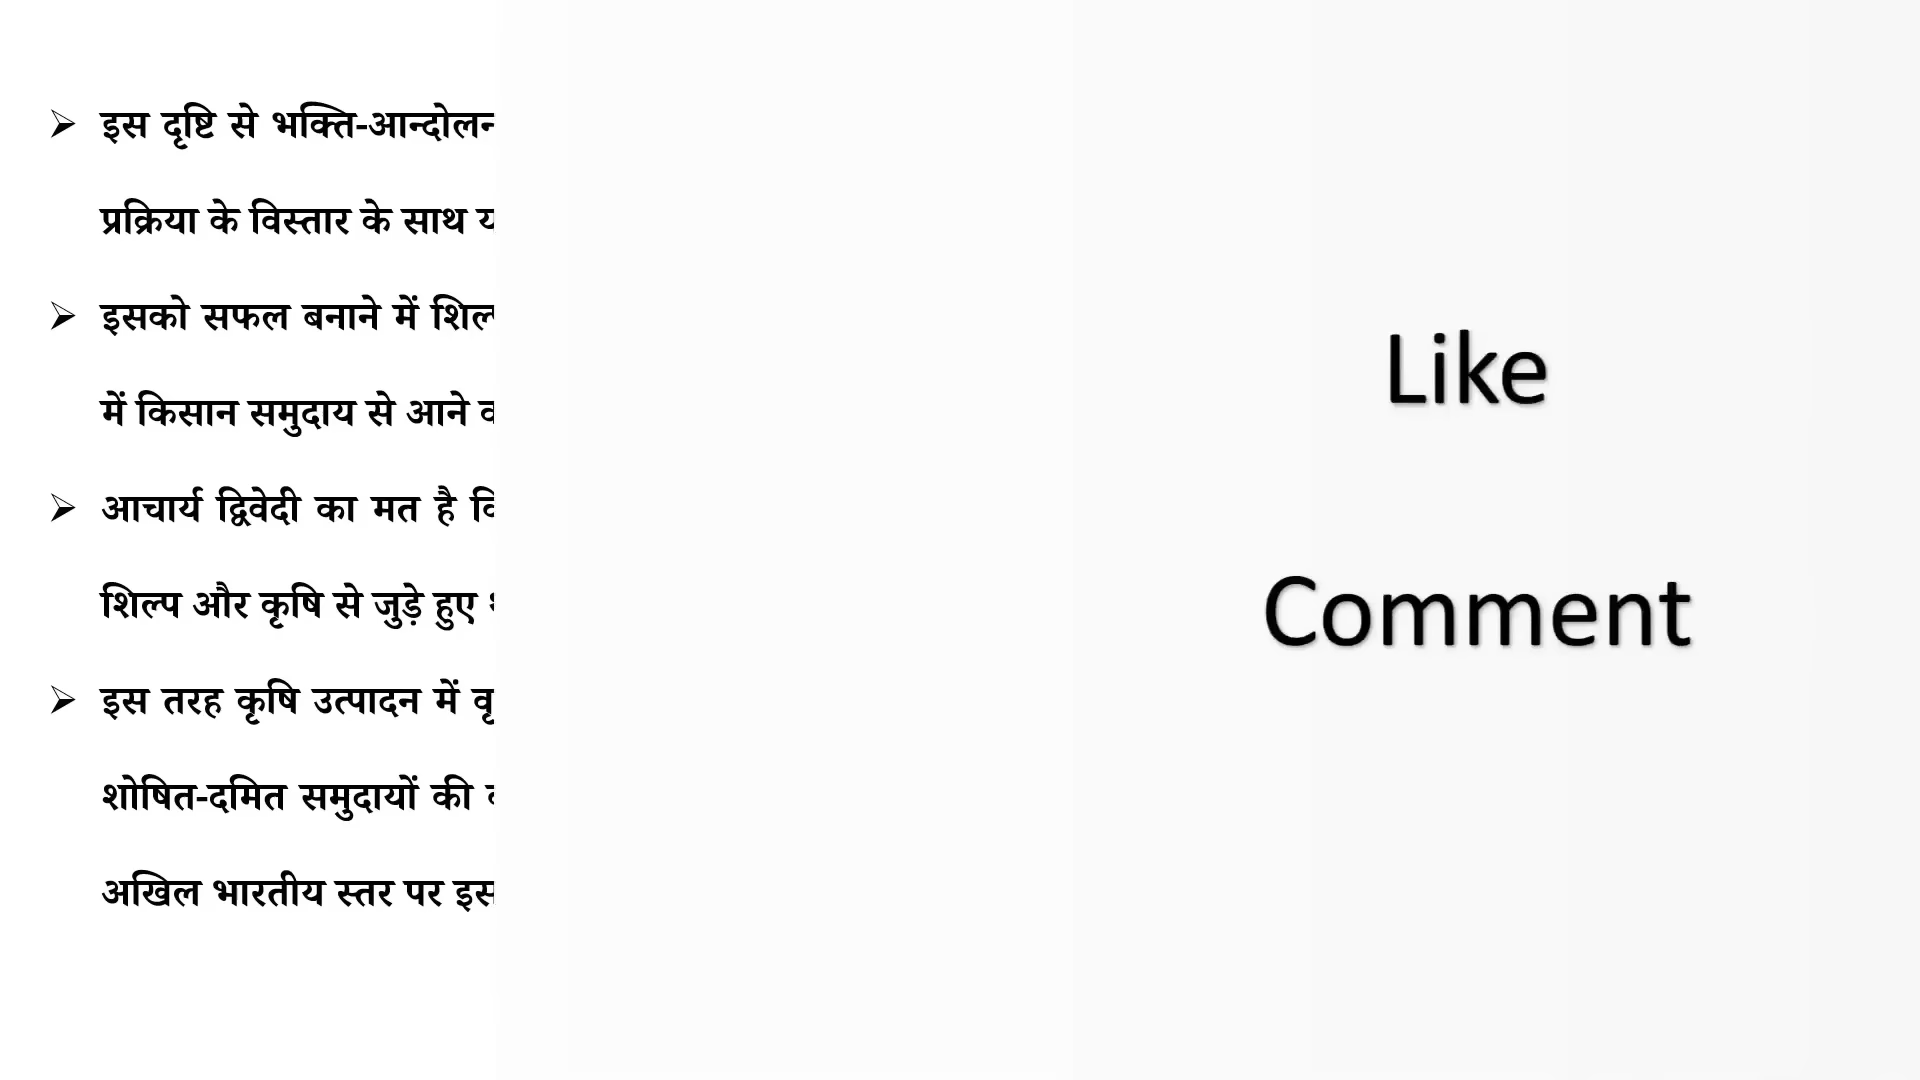 ➢ इस दृष्टि से भक्ति-आन्दोलन
प्रक्रिया के विस्तार के साथ
➢ इसको सफल बनाने में
में किसान समुदाय से आने
➢ आचार्य द्विवेदी का मत है
शिल्प और कृषि से जुड़े हुए
➢ इस तरह कृषि उत्पादन में
शोषित-दमित समुदायों की
अखिल भारतीय स्तर पर
Like
Comment